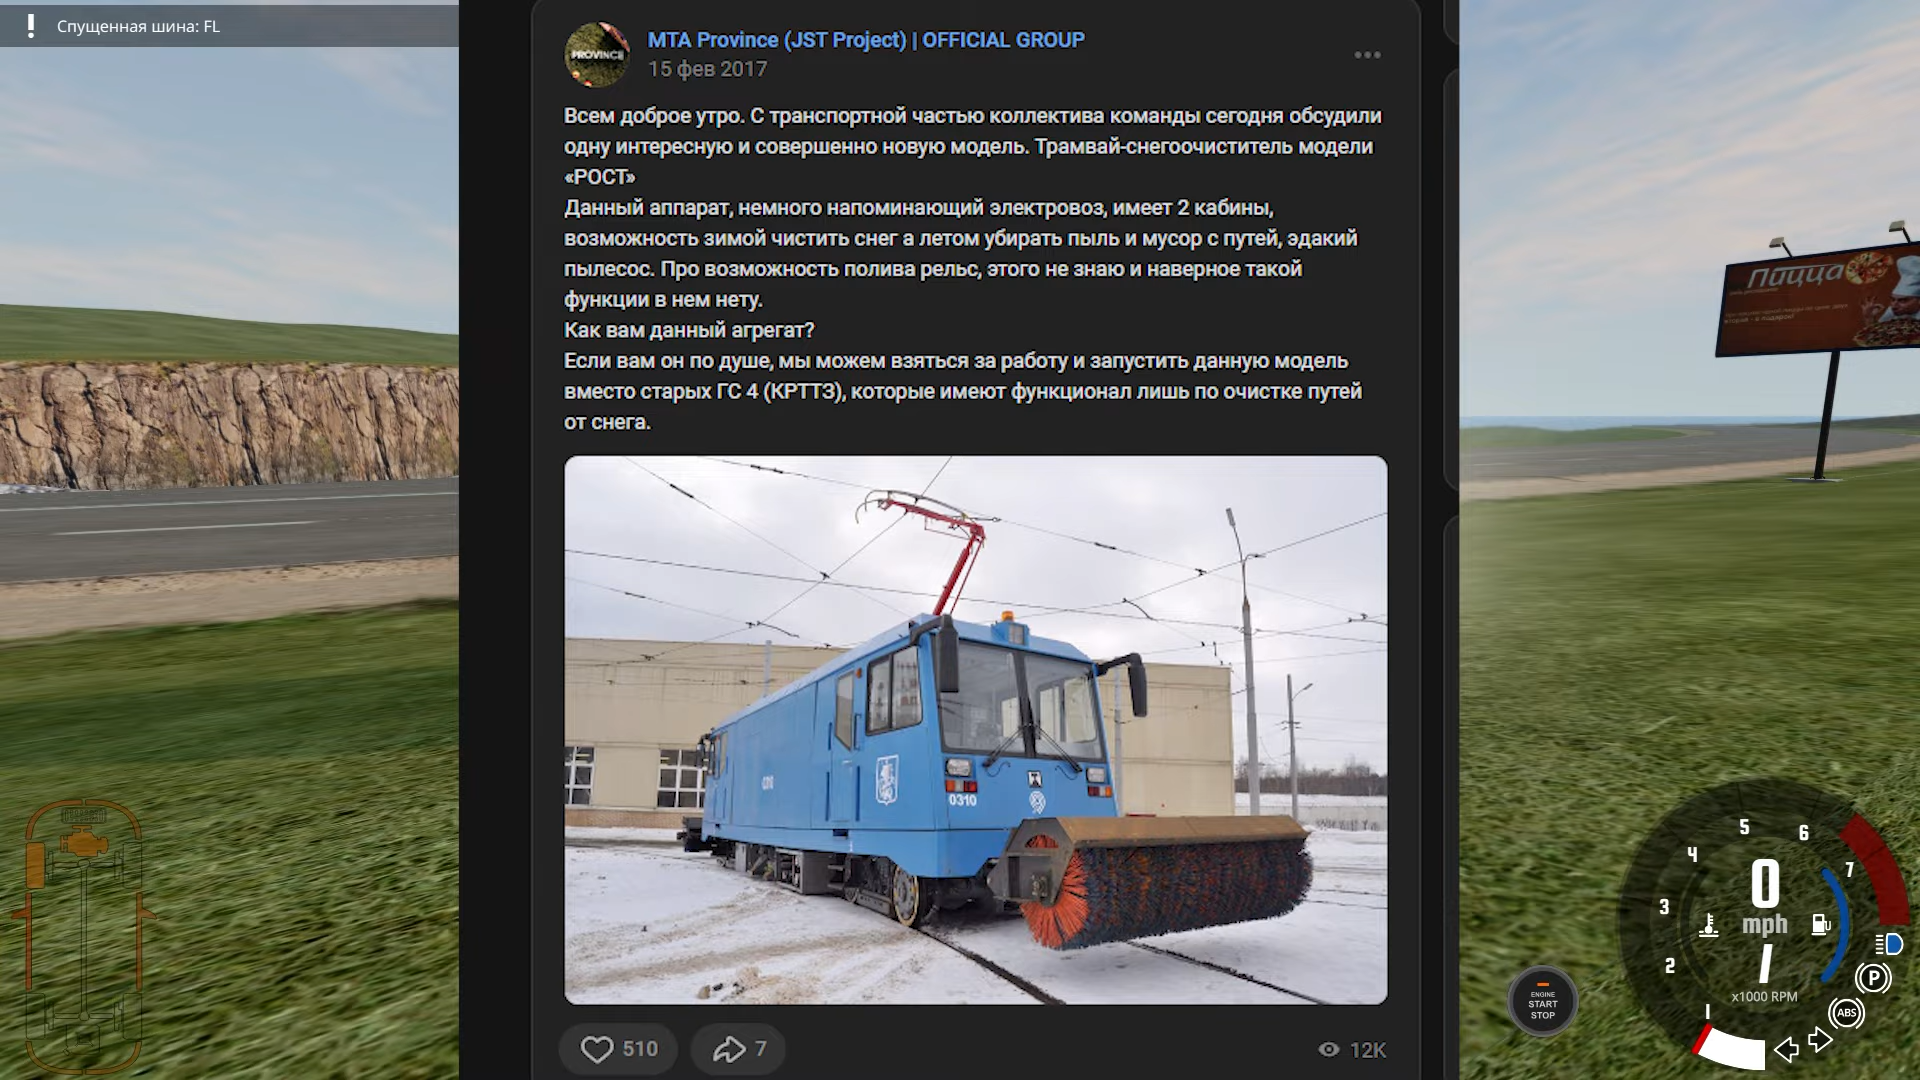 Спущенная шина: FL
PROVINCE
MTA Province (JST Project) | OFFICIAL GROUP
15 фев 2017
Всем доброе утро. С транспортной частью коллектива команды сегодня обсудили
одну интересную и совершенно новую модель. Трамвай-снегоочиститель модели
«РОСТ»
Данный аппарат, немного напоминающий электровоз, имеет 2 кабины,
возможность зимой чистить снег а летом убирать пыль и мусор с путей, эдакий
пылесос. Про возможность полива рельс, этого не знаю и наверное такой
функции в нем нету.
Как вам данный агрегат?
Если вам он по душе, мы можем взяться за работу и запустить данную модель
вместо старых ГС 4 (КРТТЗ), которые имеют функционал лишь по очистке путей
от снега.
0310
510
7
12K
Пицца
5
6
4
7
3
2
1
0
mph
1
x1000 RPM
P
ABS
ENGINE
START
STOP